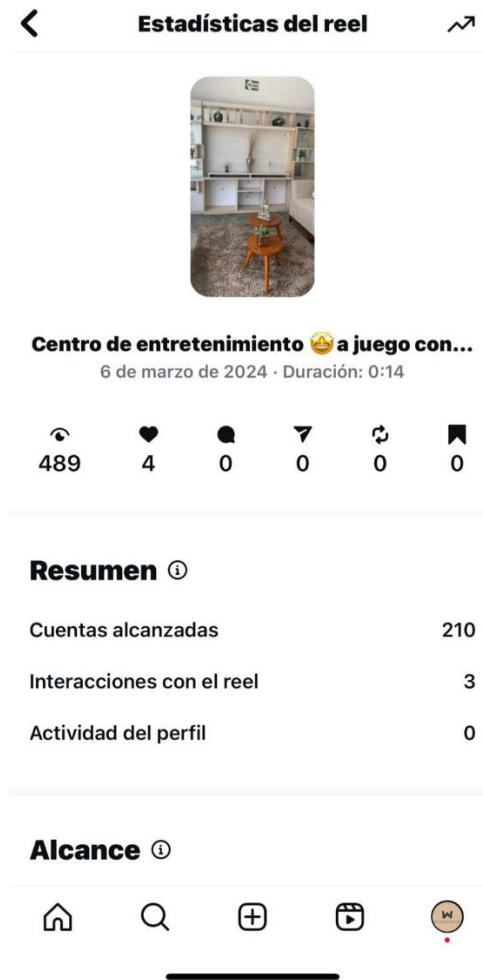 Estadísticas del reel
Centro de entretenimiento 🤩a juego con...
6 de marzo de 2024 · Duración: 0:14
489 4 0 0 0 0
Resumen
Cuentas alcanzadas 210
Interacciones con el reel 3
Actividad del perfil 0
Alcance
W